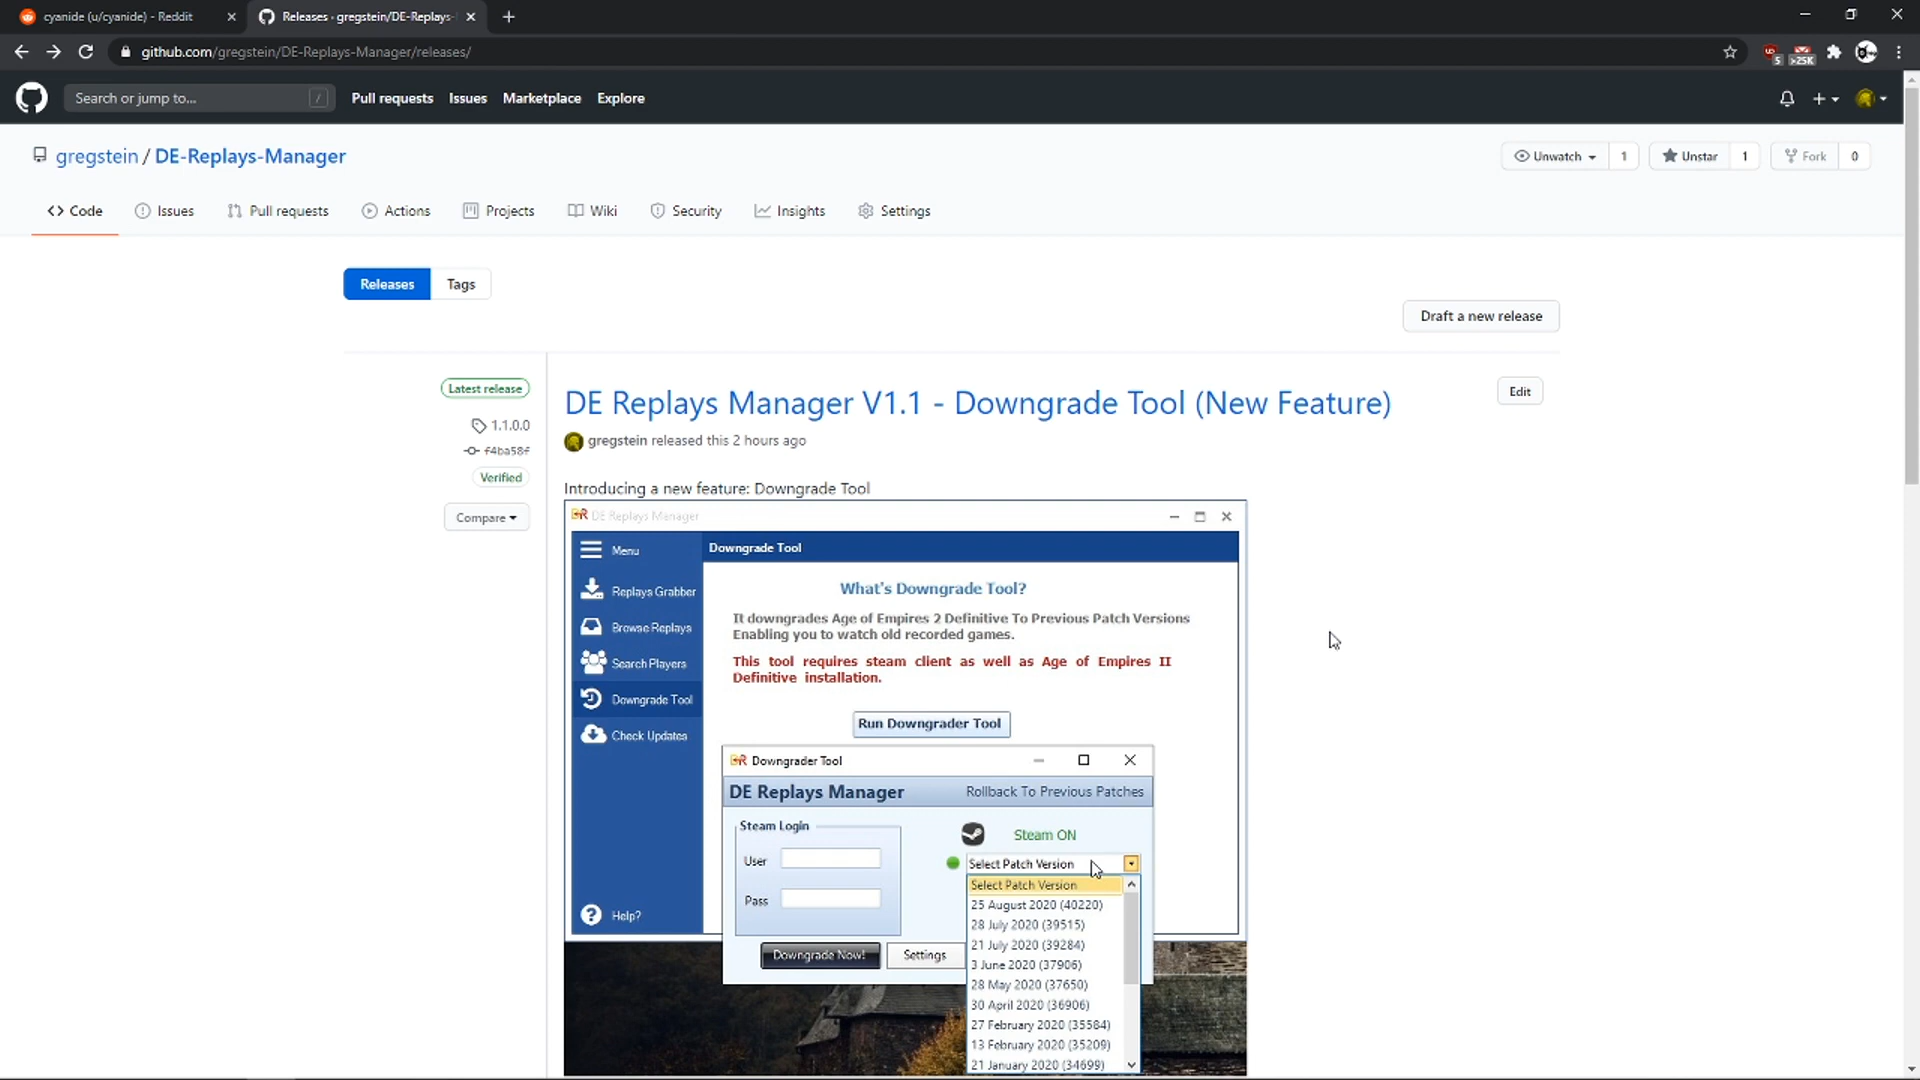 cyanide (u/cyanide) - Reddit
Releases · gregstein/DE-Replays-
github.com/gregstein/DE-Replays-Manager/releases/
5
>25K
Search or jump to...
/
Pull requests
Issues
Marketplace
Explore
gregstein / DE-Replays-Manager
Unwatch
1
Unstar
1
Fork
0
Code
Issues
Pull requests
Actions
Projects
Wiki
Security
Insights
Settings
Releases
Tags
Draft a new release
Latest release
1.1.0.0
f4ba58f
Verified
Compare
DE Replays Manager V1.1 - Downgrade Tool (New Feature)
Edit
gregstein released this 2 hours ago
Introducing a new feature: Downgrade Tool
DE Replays Manager
Menu
Replays Grabber
Browse Replays
Search Players
Downgrade Tool
Check Updates
Help?
Downgrade Tool
What's Downgrade Tool?
It downgrades Age of Empires 2 Definitive To Previous Patch Versions
Enabling you to watch old recorded games.
This tool requires steam client as well as Age of Empires II
Definitive installation.
Run Downgrader Tool
Downgrader Tool
DE Replays Manager
Rollback To Previous Patches
Steam Login
User
Pass
Steam ON
Select Patch Version
Select Patch Version
25 August 2020 (40220)
28 July 2020 (39515)
21 July 2020 (39284)
3 June 2020 (37906)
28 May 2020 (37650)
30 April 2020 (36906)
27 February 2020 (35584)
13 February 2020 (35209)
21 January 2020 (34699)
Downgrade Now!
Settings